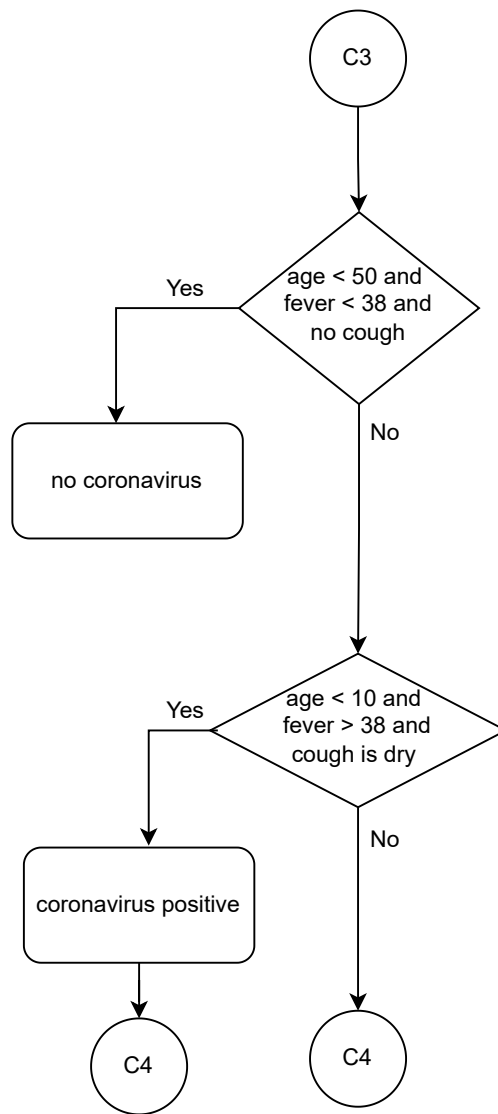 C3
age < 50 and
fever < 38 and
no cough
Yes
No
no coronavirus
age < 10 and
fever > 38 and
cough is dry
Yes
No
coronavirus positive
C4
C4